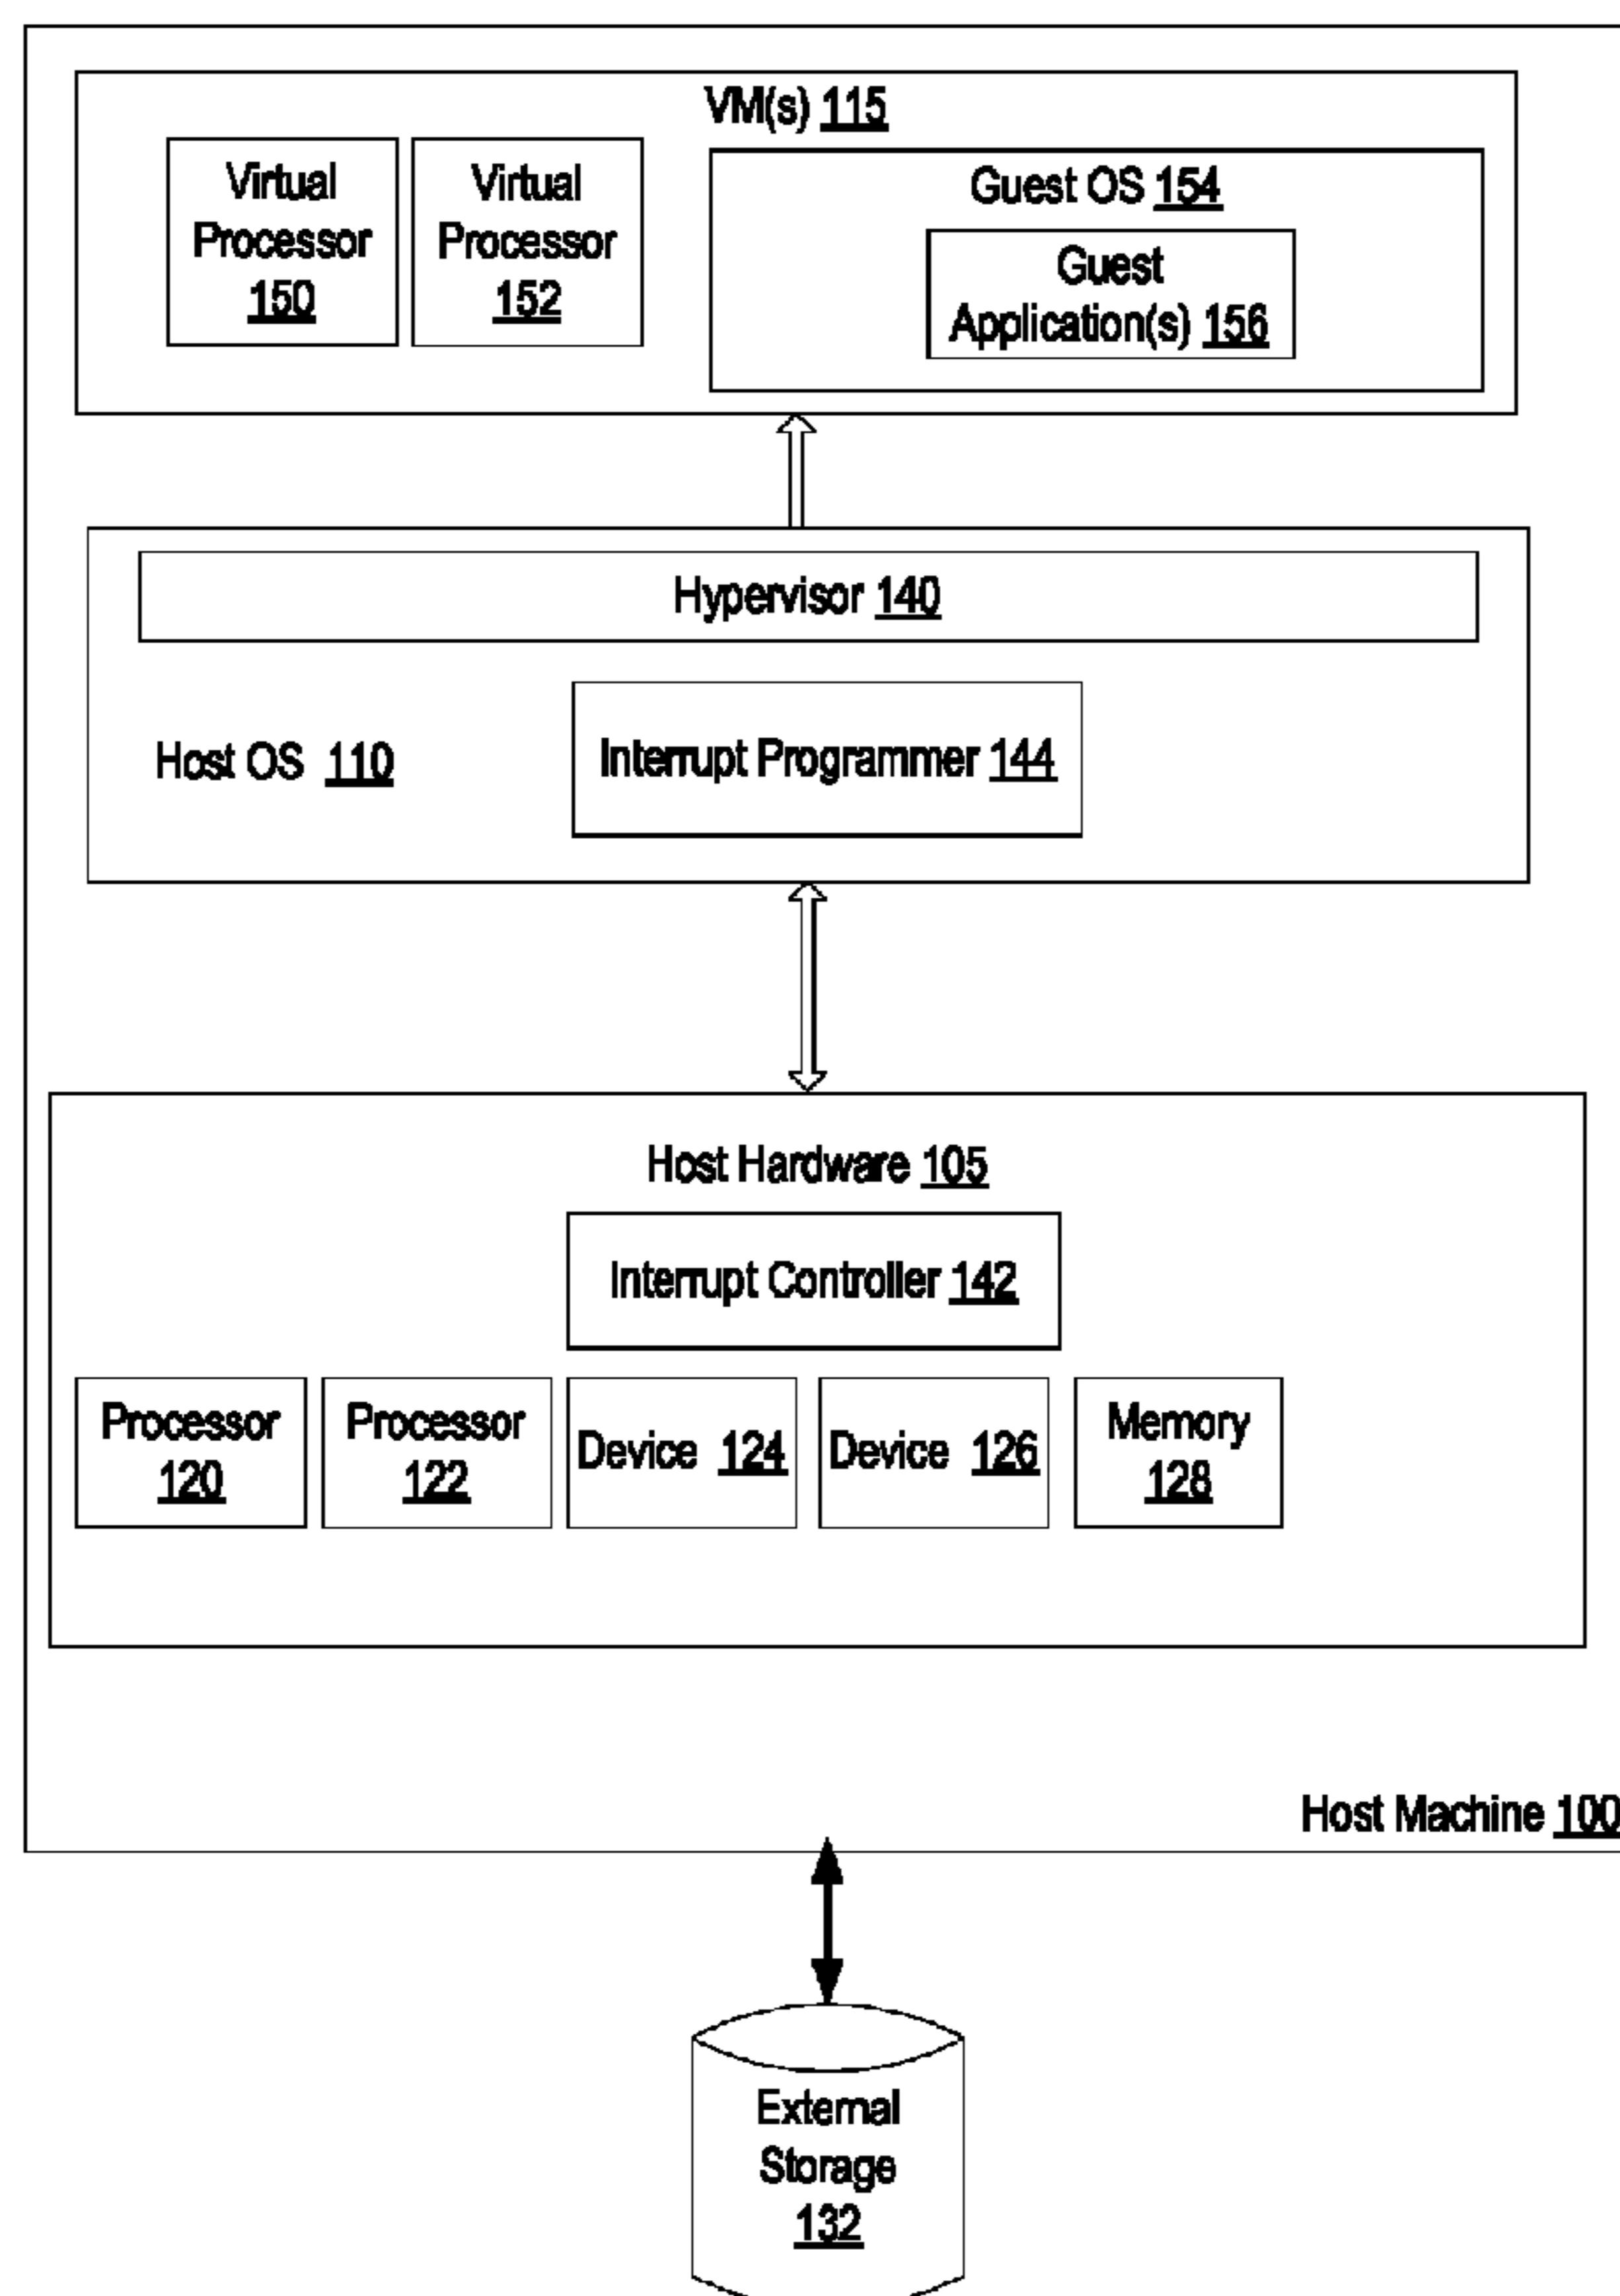 VM(s) 115
Virtual
Processor
150
Virtual
Processor
152
Guest OS 154
Guest
Application(s) 156
Hypervisor 140
Host OS 110
Interrupt Programmer 144
Host Hardware 105
Interrupt Controller 142
Processor
120
Processor
122
Device 124
Device 126
Memory
128
Host Machine 100
External
Storage
132